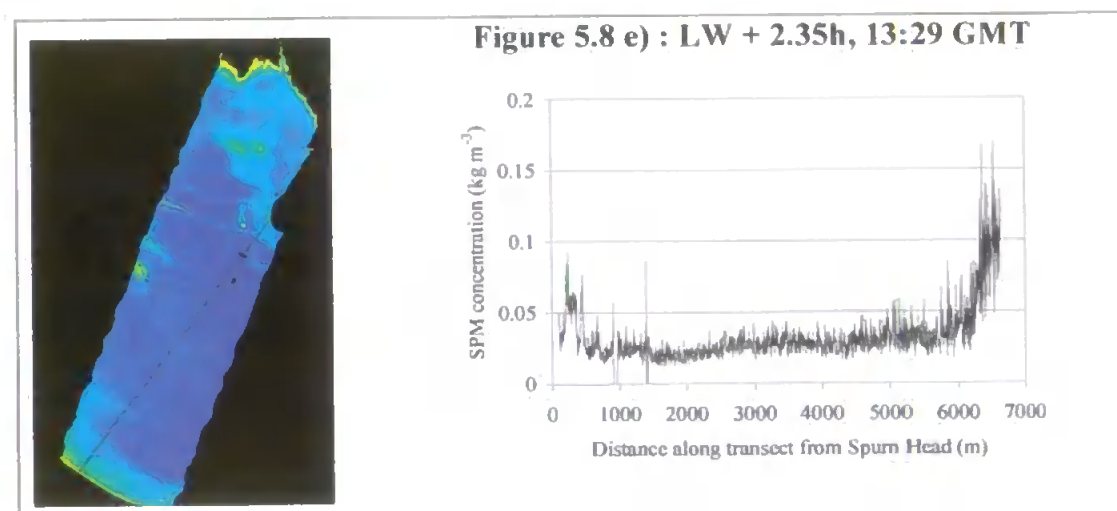 Figure 5.8 e) : LW + 2.35h, 13:29 GMT
SPM concentration (kg m⁻³)
0.2
0.15
0.1
0.05
0
0 1000 2000 3000 4000 5000 6000 7000
Distance along transect from Spurn Head (m)